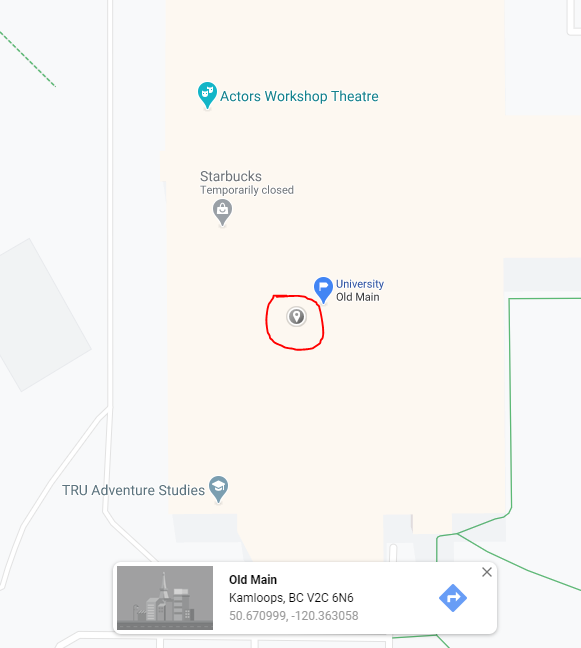 Actors Workshop Theatre
Starbucks
Temporarily closed
University
Old Main
TRU Adventure Studies
Old Main
Kamloops, BC V2C 6N6
50.670999, -120.363058